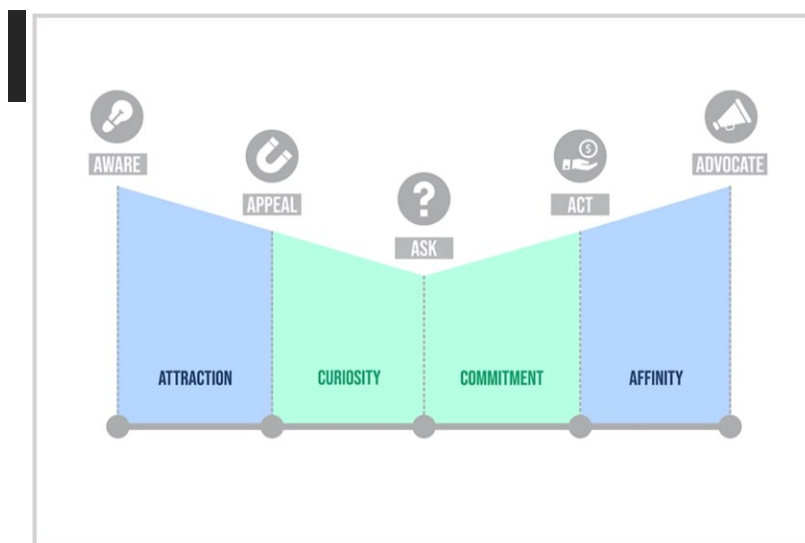 AWARE
APPEAL
ASK
ACT
ADVOCATE
ATTRACTION
CURIOSITY
COMMITMENT
AFFINITY